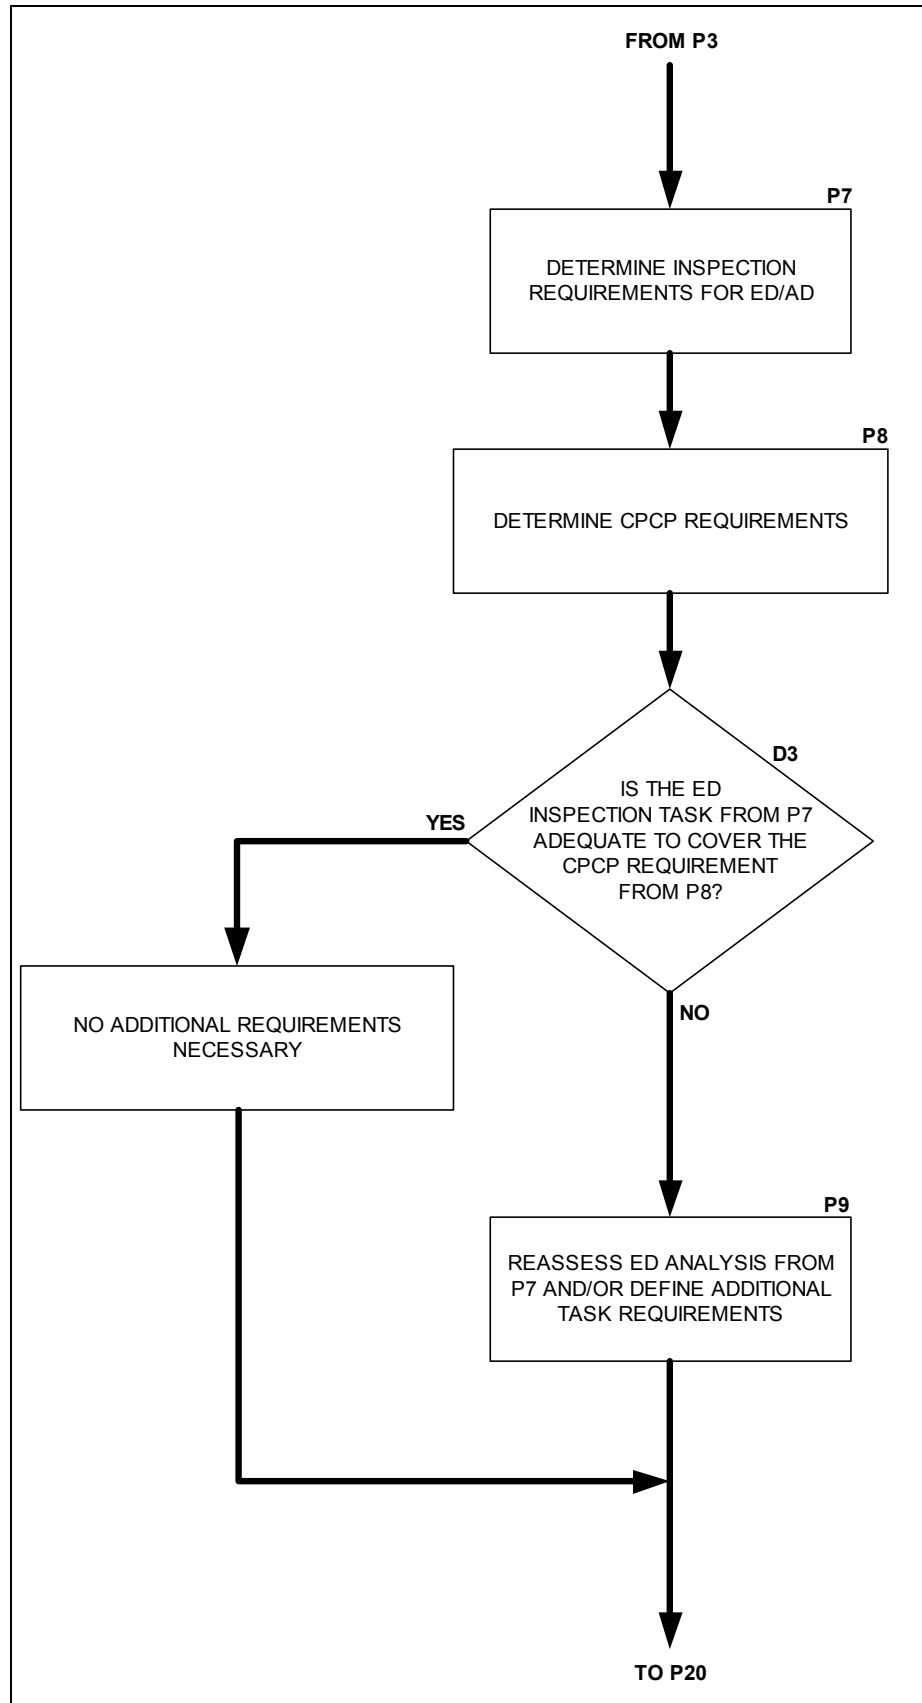 FROM P3
P7
DETERMINE INSPECTION
REQUIREMENTS FOR ED/AD
P8
DETERMINE CPCP REQUIREMENTS
D3
IS THE ED
INSPECTION TASK FROM P7
ADEQUATE TO COVER THE
CPCP REQUIREMENT
FROM P8?
YES
NO ADDITIONAL REQUIREMENTS
NECESSARY
NO
P9
REASSESS ED ANALYSIS FROM
P7 AND/OR DEFINE ADDITIONAL
TASK REQUIREMENTS
TO P20